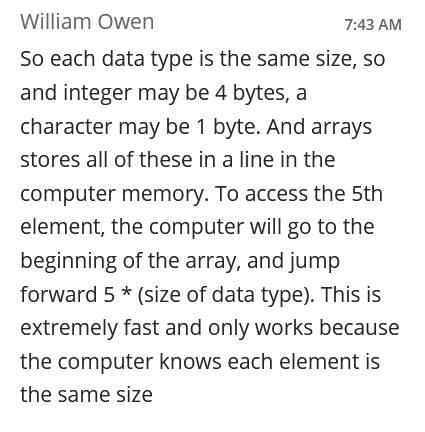 William Owen
7:43 AM
So each data type is the same size, so
and integer may be 4 bytes, a
character may be 1 byte. And arrays
stores all of these in a line in the
computer memory. To access the 5th
element, the computer will go to the
beginning of the array, and jump
forward 5 * (size of data type). This is
extremely fast and only works because
the computer knows each element is
the same size